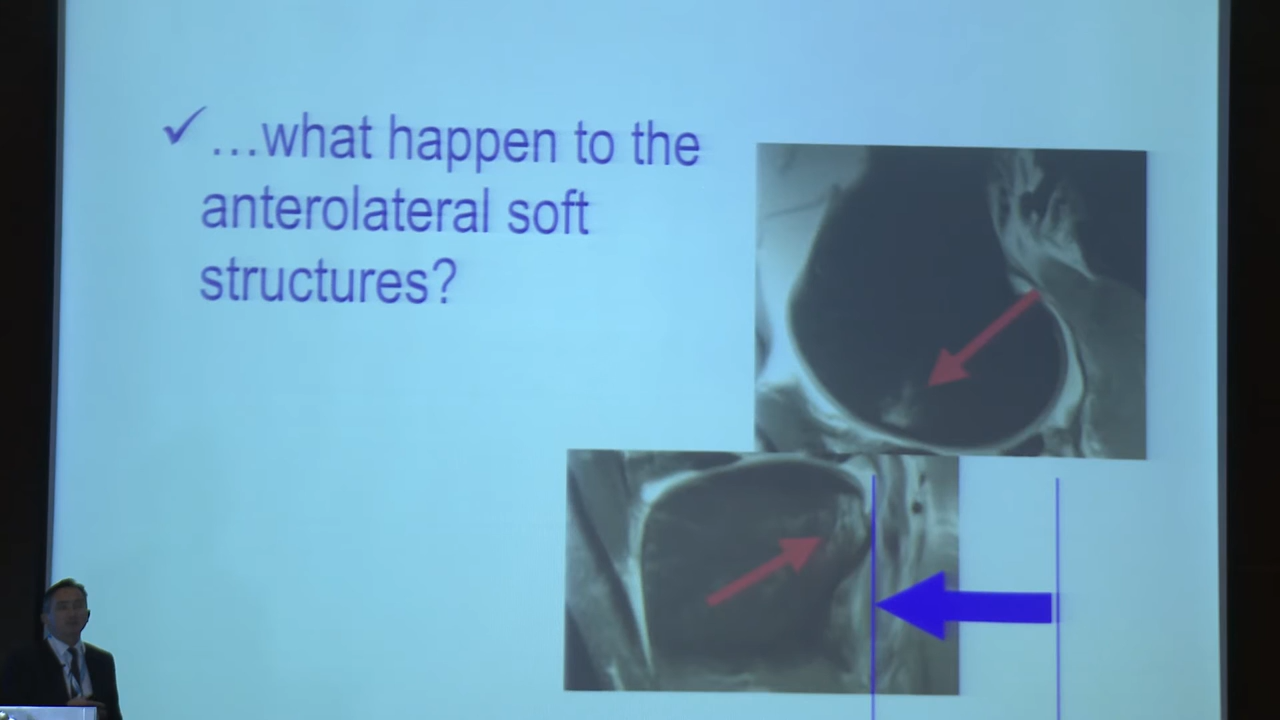 ✓ …what happen to the
anterolateral soft
structures?